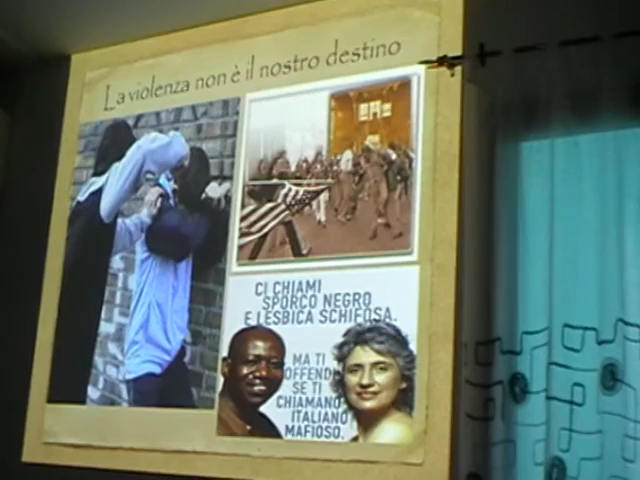 La violenza non è il nostro destino
CI CHIAMI
SPORCO NEGRO
E LESBICA SCHIFOSA.
MA TI
OFFENDI
SE TI
CHIAMANO
ITALIANO
MAFIOSO.